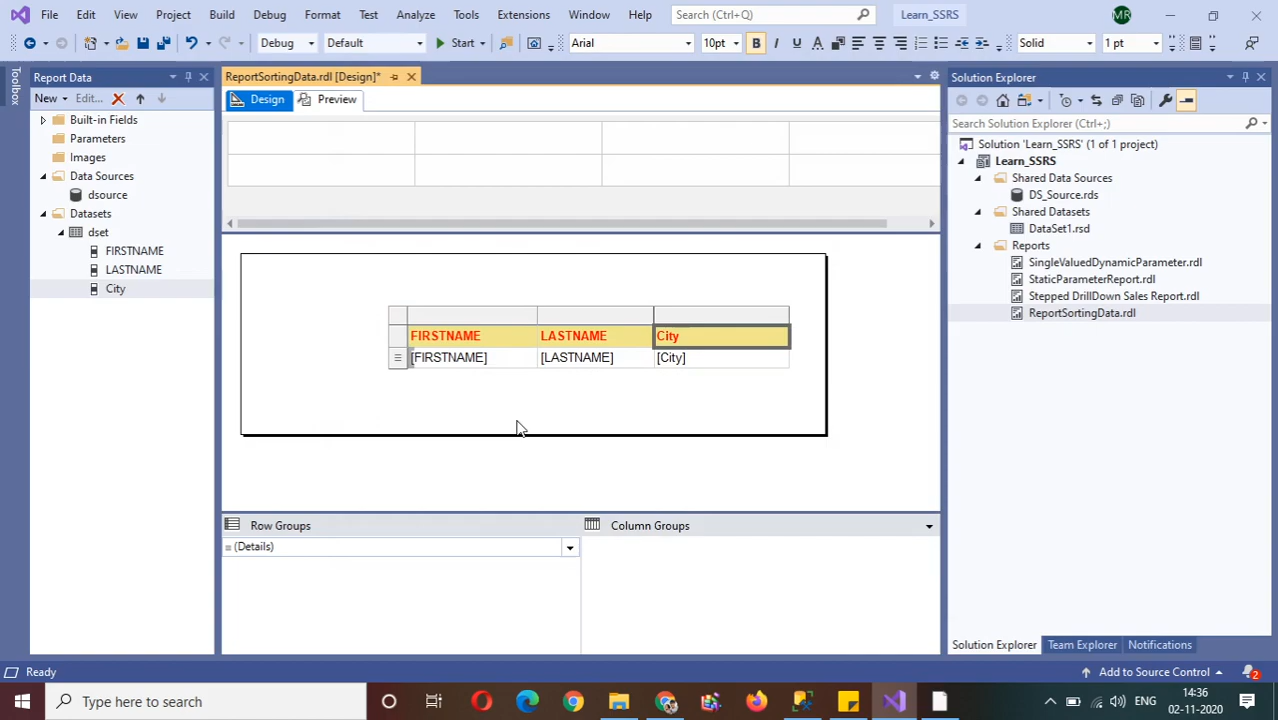 File Edit View Project Build Debug Format Test Analyze Tools Extensions Window Help Search (Ctrl+Q) Learn_SSRS MR
Debug Default Start Arial 10pt B I U A Solid 1 pt
Toolbox
Report Data
New Edit...
Built-in Fields
Parameters
Images
Data Sources
dsource
Datasets
dset
FIRSTNAME
LASTNAME
City
ReportSortingData.rdl [Design]*
Design Preview
FIRSTNAME LASTNAME City
[FIRSTNAME] [LASTNAME] [City]
Row Groups Column Groups
(Details)
Solution Explorer
Search Solution Explorer (Ctrl+;)
Solution 'Learn_SSRS' (1 of 1 project)
Learn_SSRS
Shared Data Sources
DS_Source.rds
Shared Datasets
DataSet1.rsd
Reports
SingleValuedDynamicParameter.rdl
StaticParameterReport.rdl
Stepped DrillDown Sales Report.rdl
ReportSortingData.rdl
Solution Explorer Team Explorer Notifications
Ready Add to Source Control 2
Type here to search ENG 14:36
02-11-2020